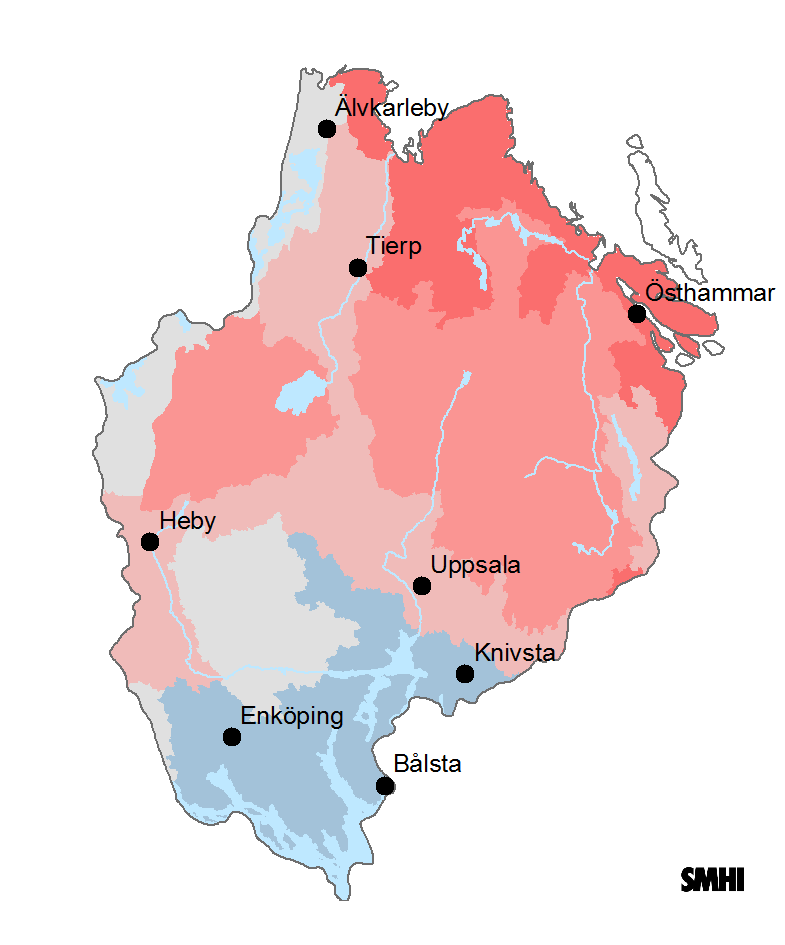 Älvkarleby
Tierp
Östhammar
Heby
Uppsala
Knivsta
Enköping
Bålsta
SMHI